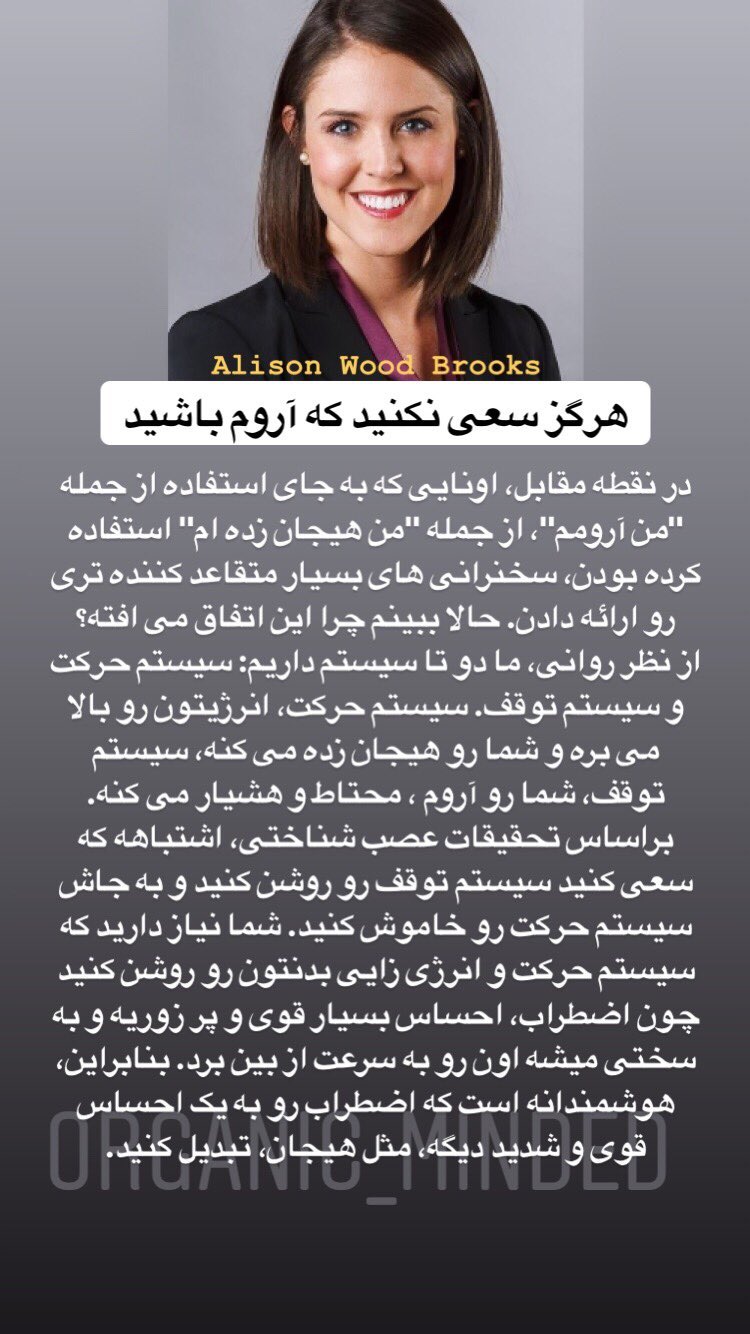 Alison Wood Brooks
هرگز سعی نکنید که آروم باشید
در نقطه مقابل، اونایی که به جای استفاده از جمله
"من آرومم"، از جمله "من هیجان زده ام" استفاده
کرده بودن، سخنرانی های بسیار متقاعد کننده تری
رو ارائه دادن. حالا ببینم چرا این اتفاق می افته؟
از نظر روانی، ما دو تا سیستم داریم: سیستم حرکت
و سیستم توقف. سیستم حرکت، انرژیتون رو بالا
می بره و شما رو هیجان زده می کنه، سیستم
توقف، شما رو آروم ، محتاط و هشیار می کنه.
براساس تحقیقات عصب شناختی، اشتباهه که
سعی کنید سیستم توقف رو روشن کنید و به جاش
سیستم حرکت رو خاموش کنید. شما نیاز دارید که
سیستم حرکت و انرژی زایی بدنتون رو روشن کنید
چون اضطراب، احساس بسیار قوی و پر زوریه و به
سختی میشه اون رو به سرعت از بین برد. بنابراین،
هوشمندانه است که اضطراب رو به یک احساس
قوی و شدید دیگه، مثل هیجان، تبدیل کنید.
ORGANIC_MINDED